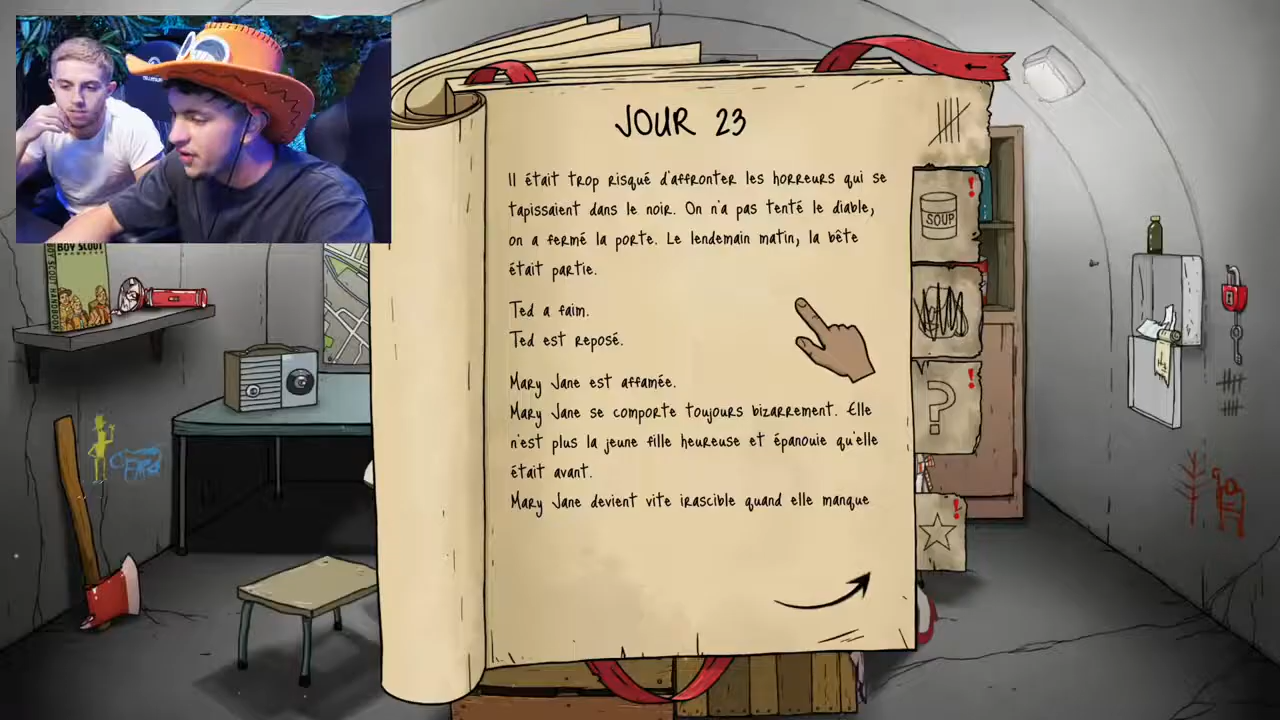 JOUR 23
Il était trop risqué d'affronter les horreurs qui se
tapissaient dans le noir. On n'a pas tenté le diable,
on a fermé la porte. Le lendemain matin, la bête
était partie.
Ted a faim.
Ted est reposé.
Mary Jane est affamée.
Mary Jane se comporte toujours bizarrement. Elle
n'est plus la jeune fille heureuse et épanouie qu'elle
était avant.
Mary Jane devient vite irascible quand elle manque
SOUP
!
!
?
!
BOY SCOUT
HANDBOOK